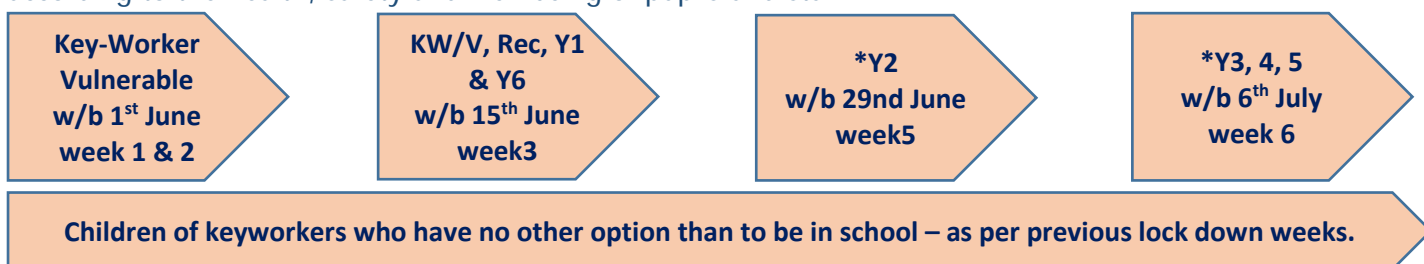 Key-Worker
Vulnerable
w/b 1st June
week 1 & 2
KW/V, Rec, Y1
& Y6
w/b 15th June
week3
*Y2
w/b 29nd June
week5
*Y3, 4, 5
w/b 6th July
week 6
Children of keyworkers who have no other option than to be in school – as per previous lock down weeks.